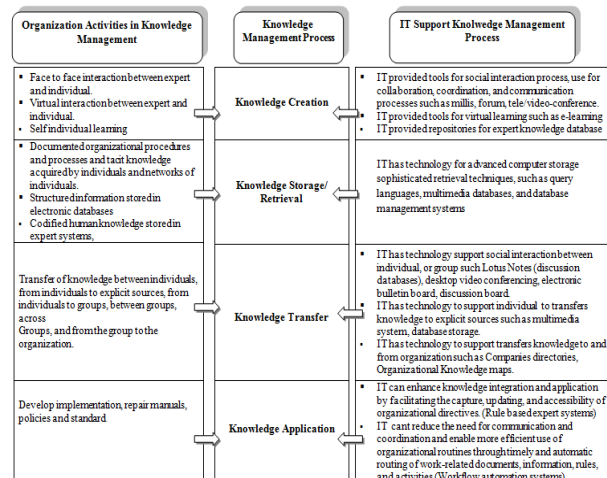 Organization Activities in Knowledge
Management
Knowledge
Management Process
IT Support Knolwedge Management
Process
▪ Face to face interaction between expert
and individual.
▪ Virtual interaction between expert and
individual.
• Self individual learning
Knowledge Creation
▪ IT provided tools for social interaction process, use for
collaboration, coordination, and communication
processes such as millis, forum, tele/video-conference.
▪ IT provided tools for virtual learning such as e-learning
• IT provided repositories for expert knowledge database
▪ Documented organizational procedures
and processes and tacit knowledge
acquired by individuals and networks of
individuals.
▪ Structured information stored in
electronic databases
• Codified human knowledge stored in
expert systems,
Knowledge Storage/
Retrieval
IT has technology for advanced computer storage
sophisticated retrieval techniques, such as query
languages, multimedia databases, and database
management systems
Transfer of knowledge between individuals,
from individuals to explicit sources, from
individuals to groups, between groups,
across
Groups, and from the group to the
organization.
Knowledge Transfer
▪ IT has technology support social interaction between
individual, or group such Lotus Notes (discussion
databases), desktop video conferencing, electronic
bulletin board, discussion board.
▪ IT has technology to support individual to transfers
knowledge to explicit sources such as multimedia
system, database storage.
• IT has technology to support transfers knowledge to and
from organization such as Companies directories,
Organizational Knowledge maps.
Develop implementation, repair manuals,
policies and standard
Knowledge Application
▪ IT can enhance knowledge integration and application
by facilitating the capture, updating, and accessibility of
organizational directives. (Rule based expert systems)
▪ IT cant reduce the need for communication and
coordination and enable more efficient use of
organizational routines through timely and automatic
routing of work-related documents, information, rules,
and activities (Workflow automation systems)